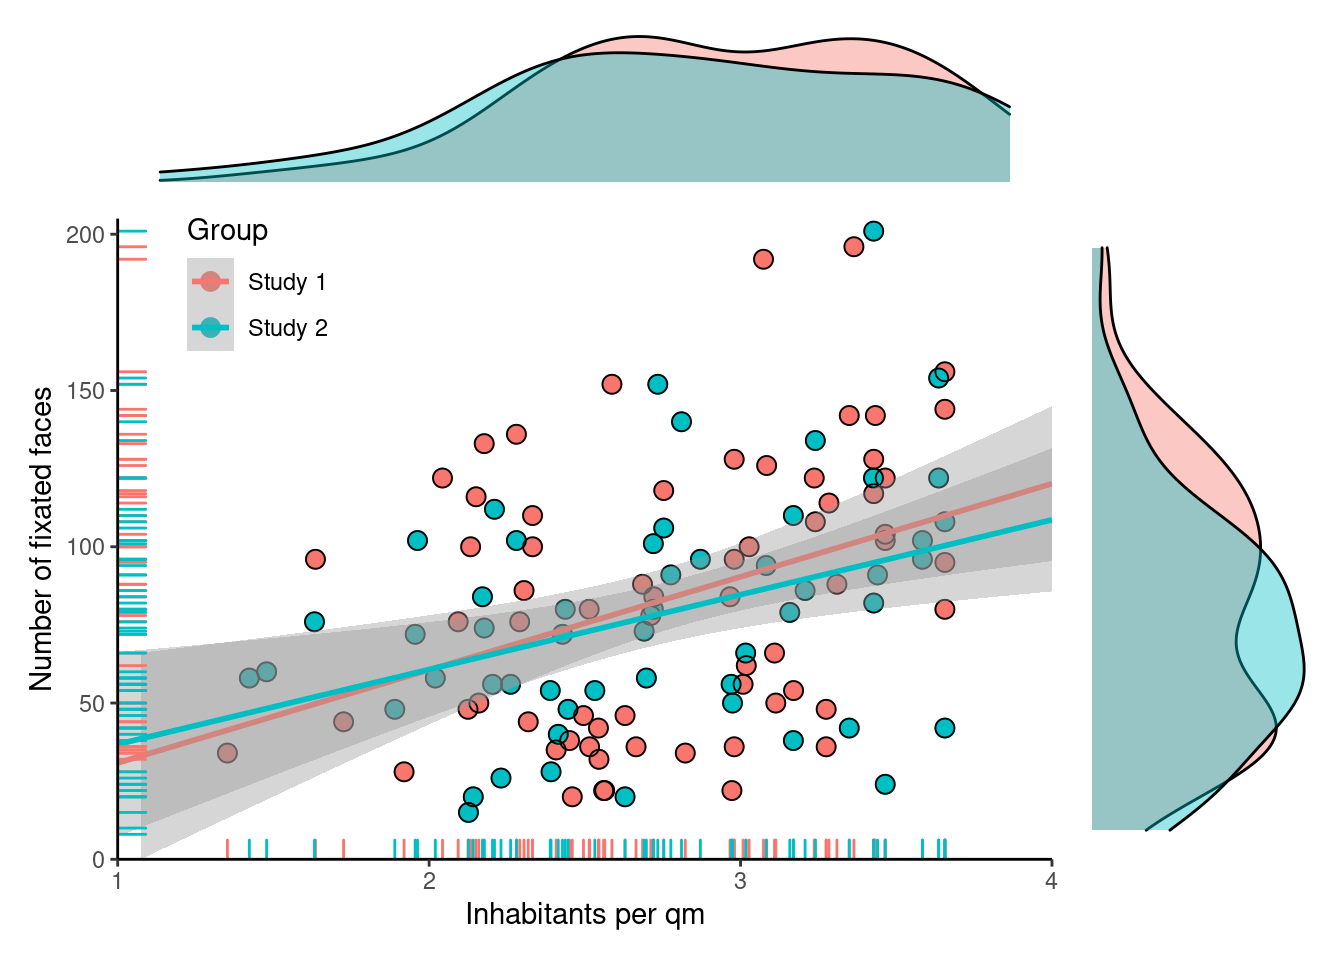 Group
Study 1
Study 2
200
150
100
50
0
Number of fixated faces
1 2 3 4
Inhabitants per qm